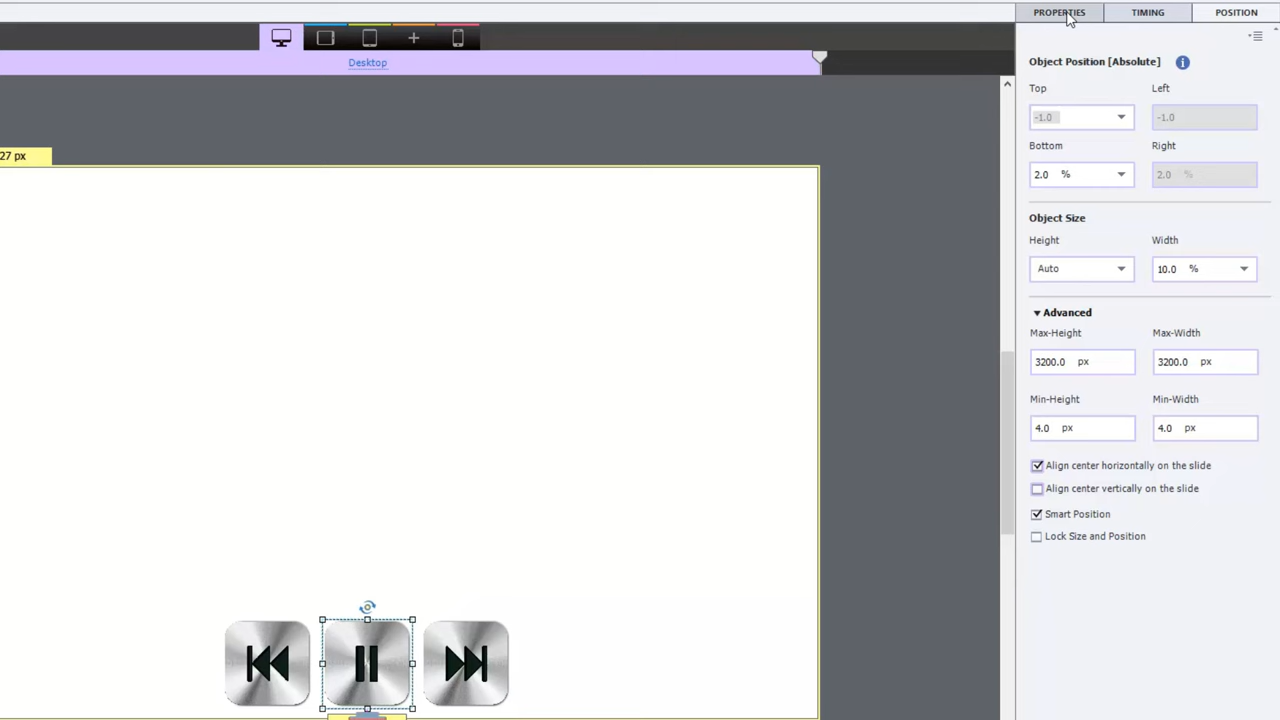 PROPERTIES TIMING POSITION
Desktop
Object Position [Absolute] i
Top Left
-1.0 -1.0
27 px
Bottom Right
2.0 % 2.0 %
Object Size
Height Width
Auto 10.0 %
Advanced
Max-Height Max-Width
3200.0 px 3200.0 px
Min-Height Min-Width
4.0 px 4.0 px
Align center horizontally on the slide
Align center vertically on the slide
Smart Position
Lock Size and Position